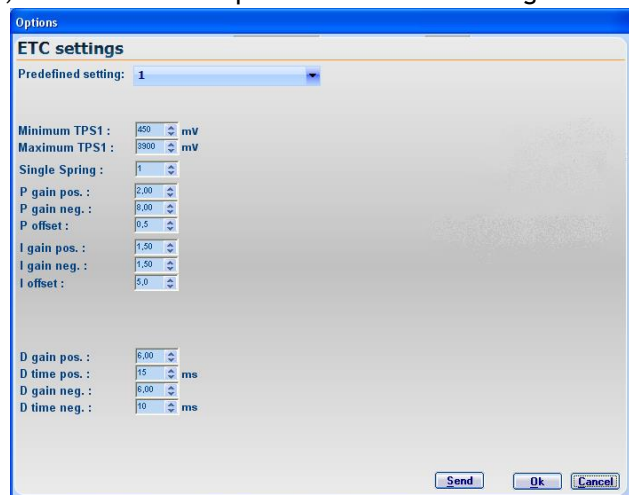 Options
ETC settings
Predefined setting: 1
Minimum TPS1 : 450 mV
Maximum TPS1 : 3900 mV
Single Spring : 1
P gain pos. : 2,00
P gain neg. : 8,00
P offset : 0,5
I gain pos. : 1,50
I gain neg. : 1,50
I offset : 5,0
D gain pos. : 6,00
D time pos. : 15 ms
D gain neg. : 6,00
D time neg. : 10 ms
Send Ok Cancel